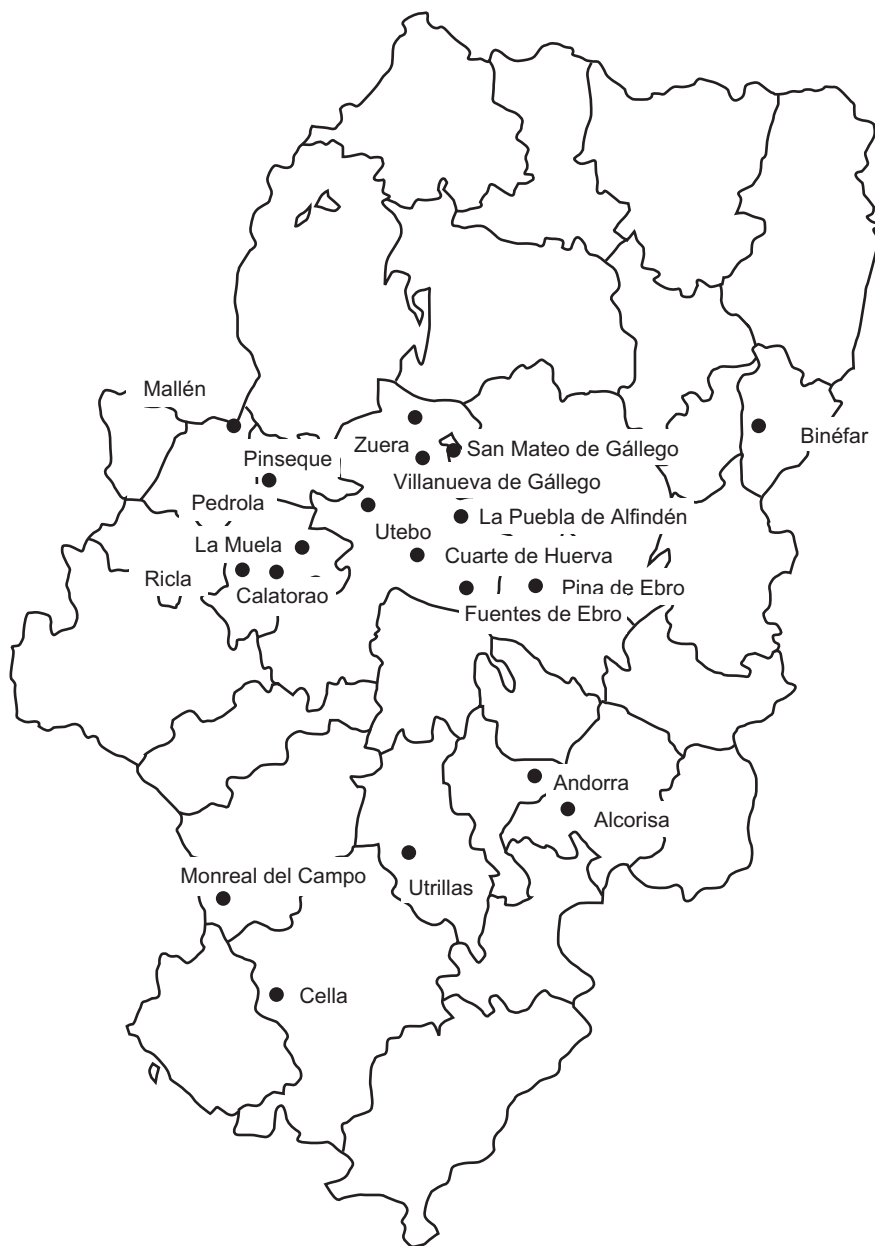 Mallén
Zuera
San Mateo de Gállego
Binéfar
Pinseque
Villanueva de Gállego
Pedrola
La Puebla de Alfindén
Utebo
La Muela
Cuarte de Huerva
Ricla
Calatorao
Pina de Ebro
Fuentes de Ebro
Andorra
Alcorisa
Monreal del Campo
Utrillas
Cella